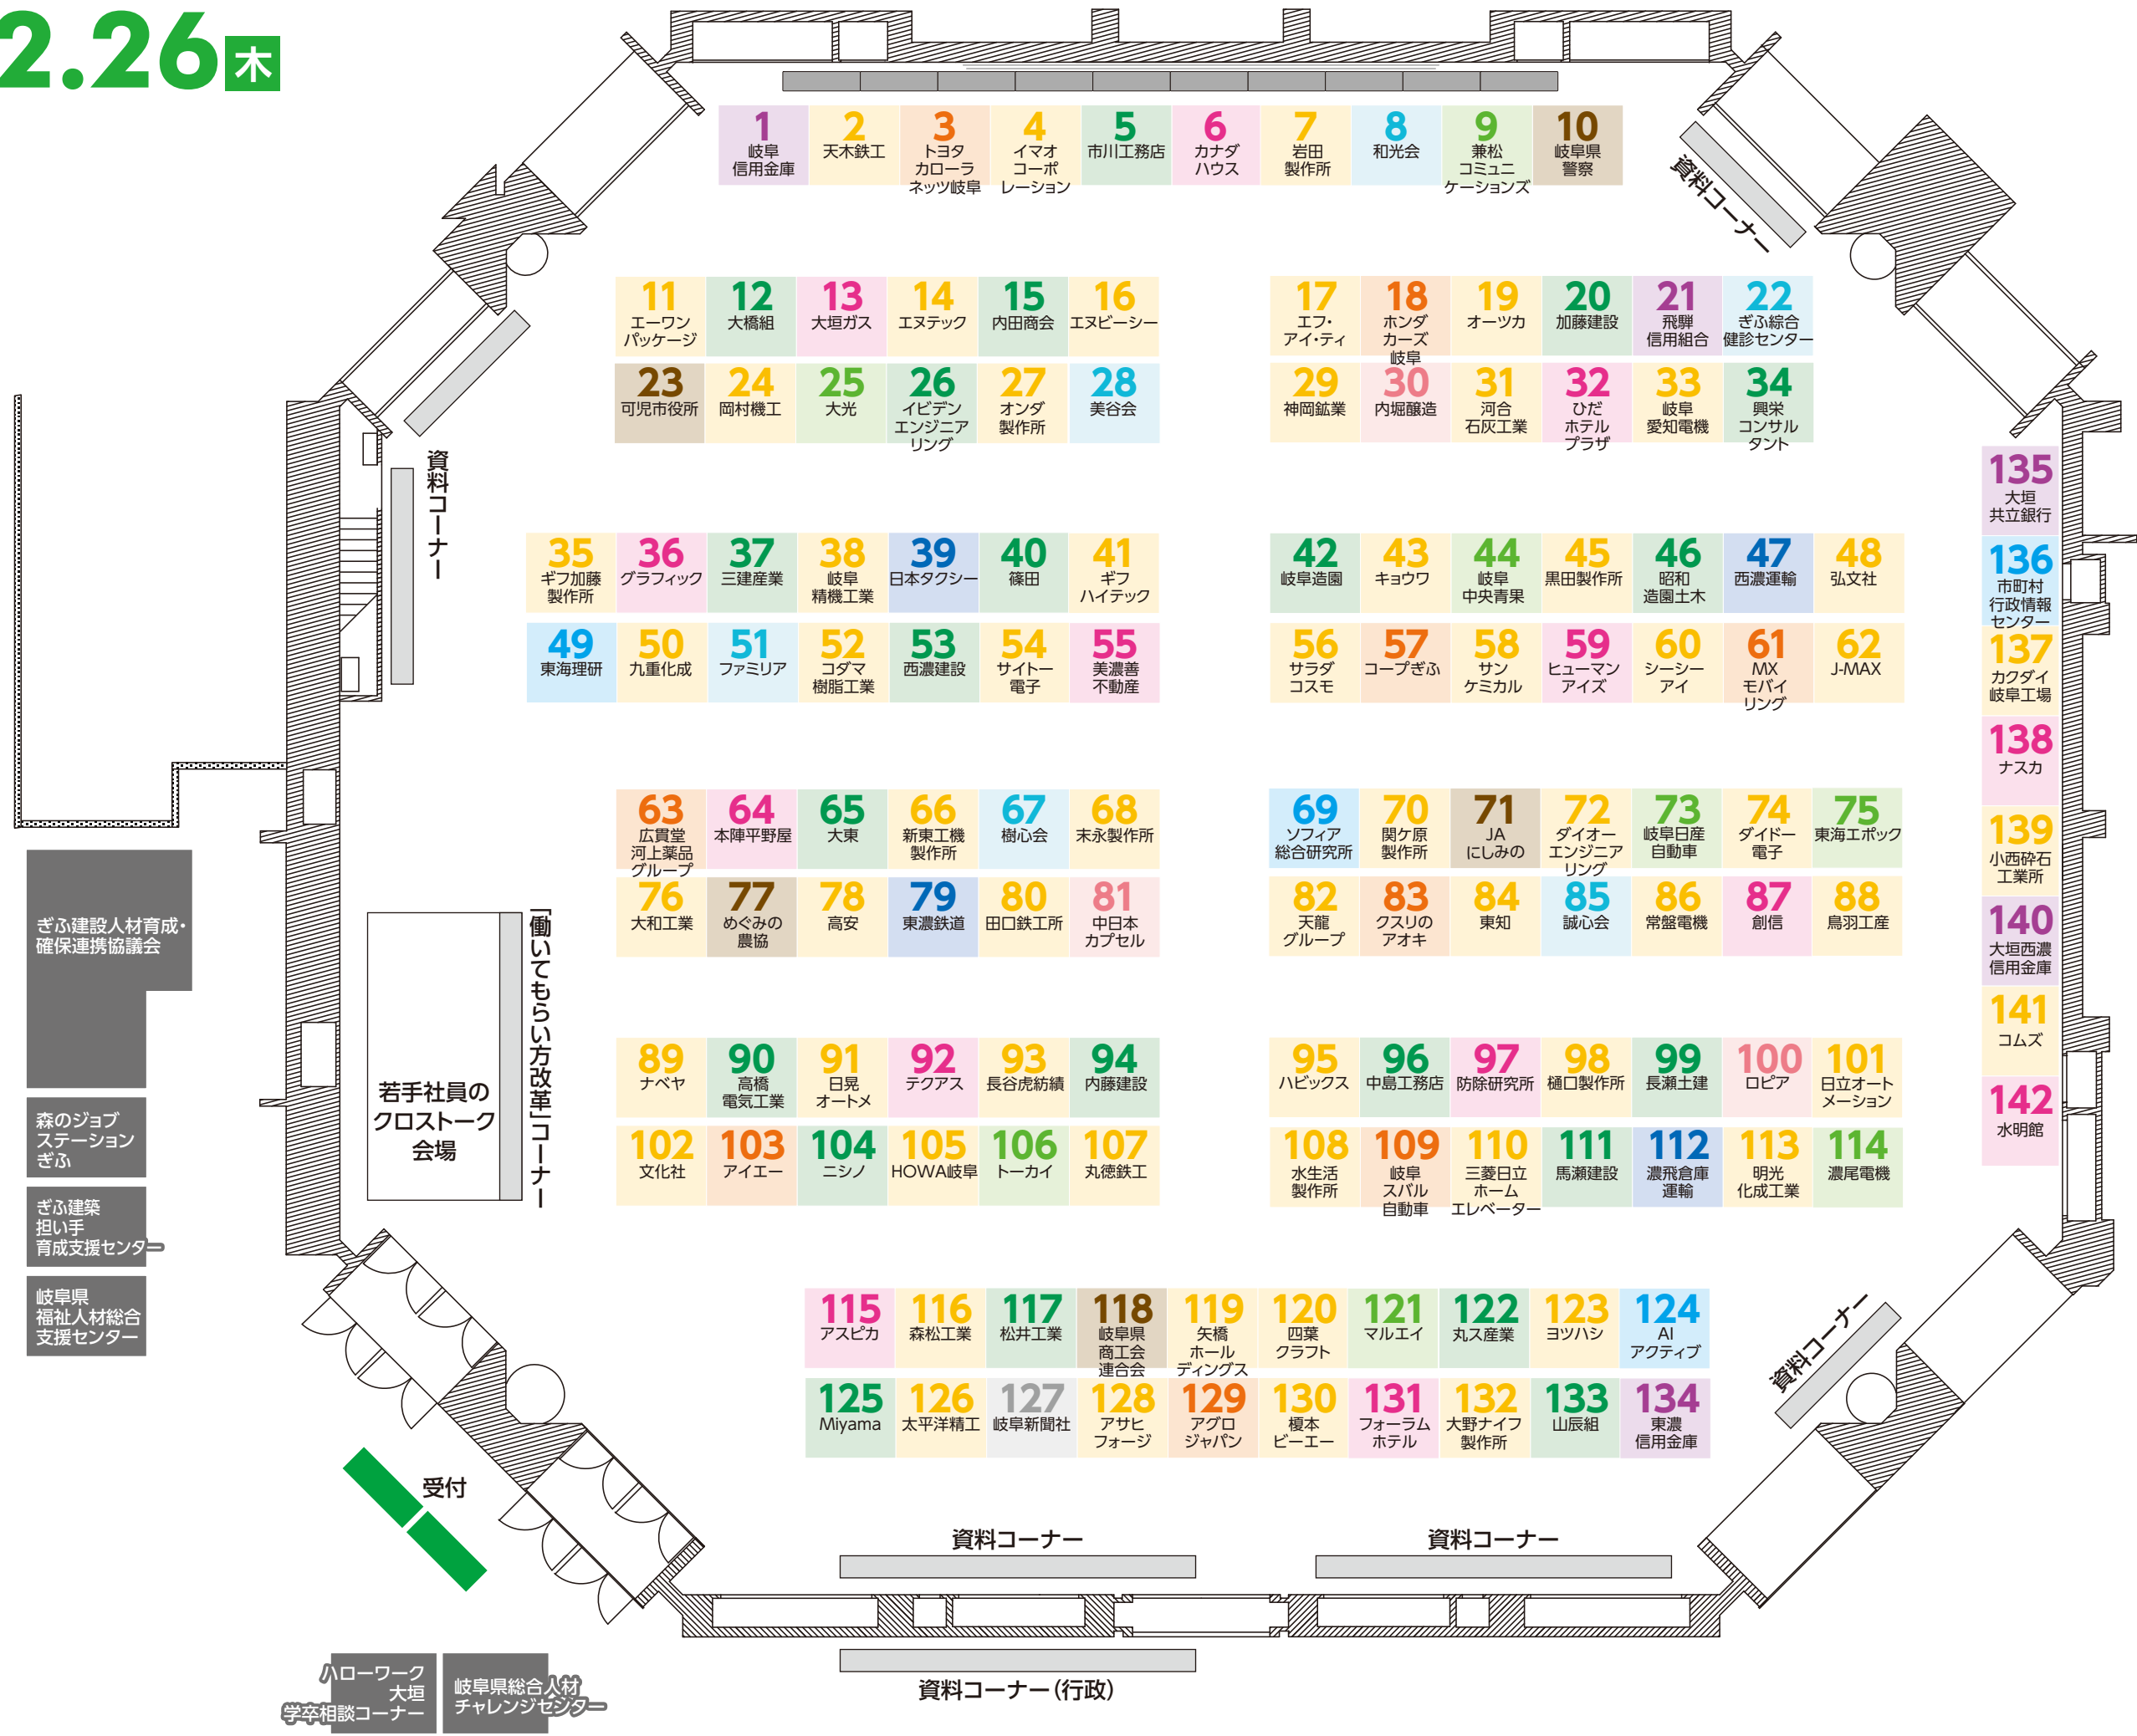 2.26木
1
岐阜
信用金庫
2
天木鉄工
3
トヨタ
カローラ
ネッツ岐阜
4
イマオ
コーポ
レーション
5
市川工務店
6
カナダ
ハウス
7
岩田
製作所
8
和光会
9
兼松
コミュニ
ケーションズ
10
岐阜県
警察
資料コーナー
11
エーワン
パッケージ
12
大橋組
13
大垣ガス
14
エヌテック
15
内田商会
16
エヌビーシー
17
エフ・
アイ・ティ
18
ホンダ
カーズ
岐阜
19
オーツカ
20
加藤建設
21
飛騨
信用組合
22
ぎふ綜合
健診センター
23
可児市役所
24
岡村機工
25
大光
26
イビデン
エンジニア
リング
27
オンダ
製作所
28
美谷会
29
神岡鉱業
30
内堀醸造
31
河合
石灰工業
32
ひだ
ホテル
プラザ
33
岐阜
愛知電機
34
興栄
コンサル
タント
資料コーナー
35
ギフ加藤
製作所
36
グラフィック
37
三建産業
38
岐阜
精機工業
39
日本タクシー
40
篠田
41
ギフ
ハイテック
42
岐阜造園
43
キョウワ
44
岐阜
中央青果
45
黒田製作所
46
昭和
造園土木
47
西濃運輸
48
弘文社
49
東海理研
50
九重化成
51
ファミリア
52
コダマ
樹脂工業
53
西濃建設
54
サイトー
電子
55
美濃善
不動産
56
サラダ
コスモ
57
コープぎふ
58
サン
ケミカル
59
ヒューマン
アイズ
60
シーシー
アイ
61
MX
モバイ
リング
62
J-MAX
63
広貫堂
河上薬品
グループ
64
本陣平野屋
65
大東
66
新東工機
製作所
67
樹心会
68
末永製作所
69
ソフィア
総合研究所
70
関ケ原
製作所
71
JA
にしみの
72
ダイオー
エンジニア
リング
73
岐阜日産
自動車
74
ダイドー
電子
75
東海エポック
76
大和工業
77
めぐみの
農協
78
高安
79
東濃鉄道
80
田口鉄工所
81
中日本
カプセル
82
天龍
グループ
83
クスリの
アオキ
84
東知
85
誠心会
86
常盤電機
87
創信
88
鳥羽工産
89
ナベヤ
90
高橋
電気工業
91
日晃
オートメ
92
テクアス
93
長谷虎紡績
94
内藤建設
95
ハビックス
96
中島工務店
97
防除研究所
98
樋口製作所
99
長瀬土建
100
ロピア
101
日立オート
メーション
102
文化社
103
アイエー
104
ニシノ
105
HOWA岐阜
106
トーカイ
107
丸徳鉄工
108
水生活
製作所
109
岐阜
スバル
自動車
110
三菱日立
ホーム
エレベーター
111
馬瀬建設
112
濃飛倉庫
運輸
113
明光
化成工業
114
濃尾電機
115
アスピカ
116
森松工業
117
松井工業
118
岐阜県
商工会
連合会
119
矢橋
ホール
ディングス
120
四葉
クラフト
121
マルエイ
122
丸ス産業
123
ヨツハシ
124
AI
アクティブ
125
Miyama
126
太平洋精工
127
岐阜新聞社
128
アサヒ
フォージ
129
アグロ
ジャパン
130
榎本
ビーエー
131
フォーラム
ホテル
132
大野ナイフ
製作所
133
山辰組
134
東濃
信用金庫
135
大垣
共立銀行
136
市町村
行政情報
センター
137
カクダイ
岐阜工場
138
ナスカ
139
小西砕石
工業所
140
大垣西濃
信用金庫
141
コムズ
142
水明館
ぎふ建設人材育成・
確保連携協議会
森のジョブ
ステーション
ぎふ
ぎふ建築
担い手
育成支援センター
岐阜県
福祉人材総合
支援センター
若手社員の
クロストーク
会場
「働いてもらい方改革」コーナー
受付
資料コーナー
資料コーナー
資料コーナー
資料コーナー(行政)
ハローワーク
大垣
学卒相談コーナー
岐阜県総合人材
チャレンジセンター